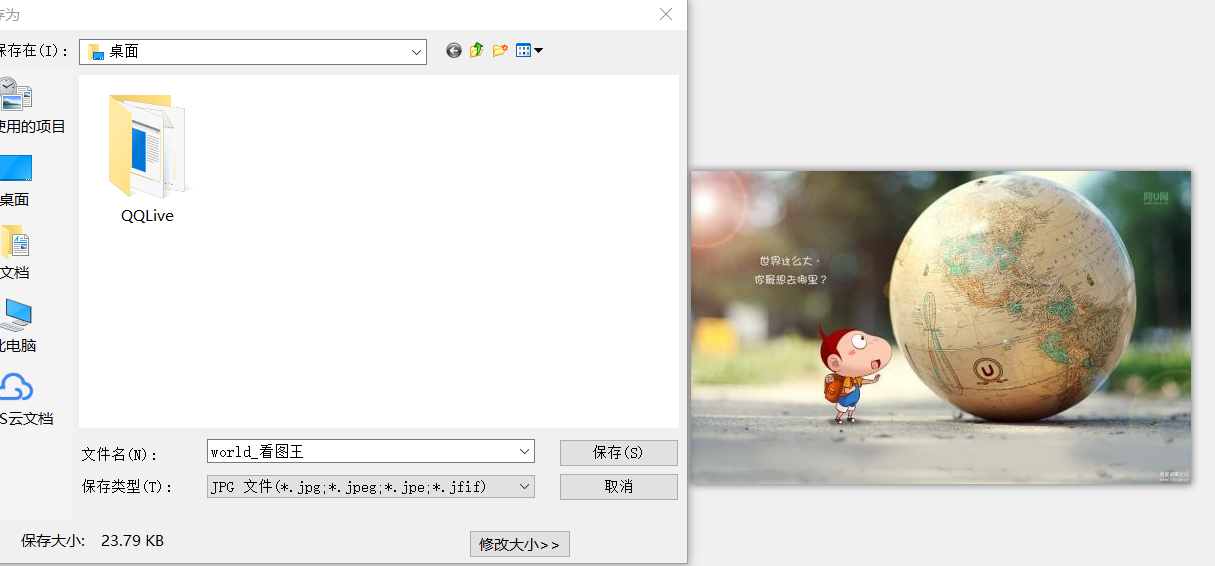 存为
保存在(I)：
桌面
使用的项目
桌面
文档
此电脑
S云文档
QQLive
文件名(N)：
world_看图王
保存(S)
保存类型(T)：
JPG 文件(*.jpg;*.jpeg;*.jpe;*.jfif)
取消
保存大小:
23.79 KB
修改大小>>
阿U网
世界这么大，
你最想去哪里？
U